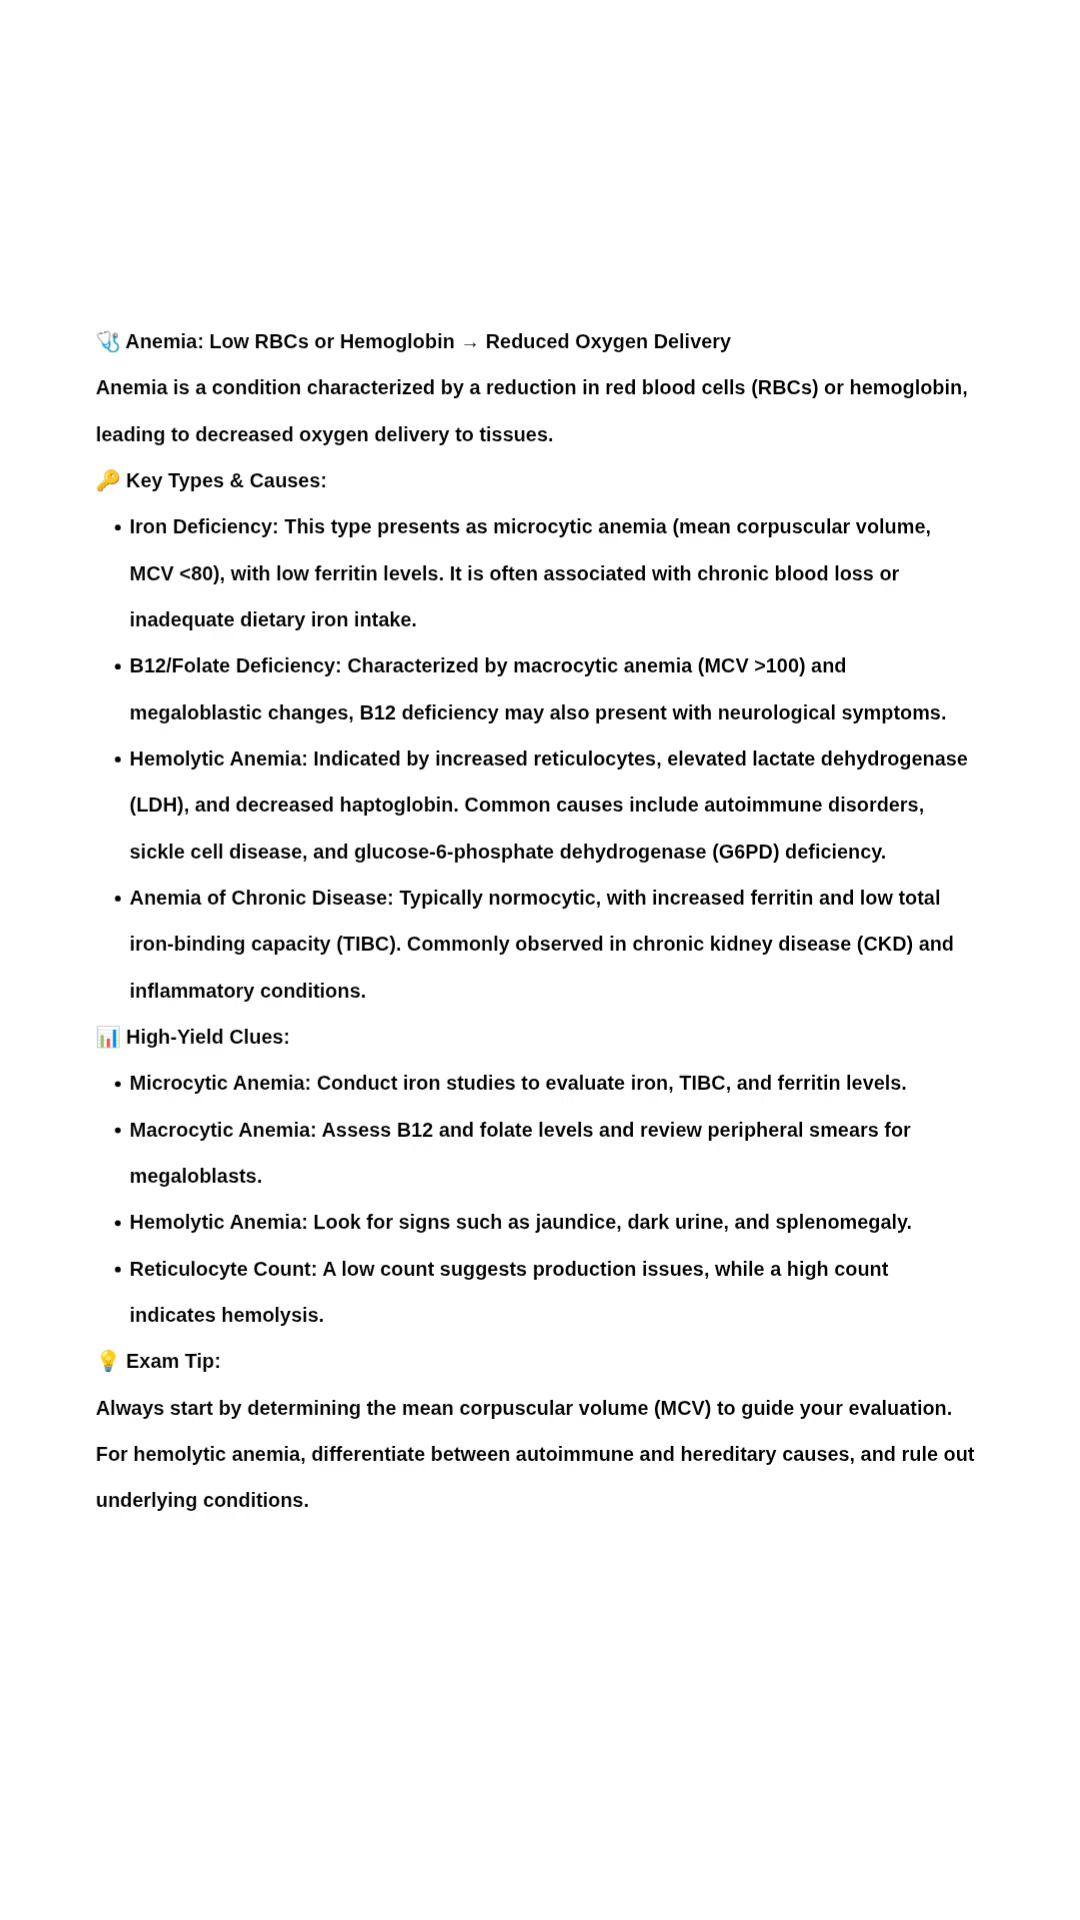 🩺 Anemia: Low RBCs or Hemoglobin → Reduced Oxygen Delivery
Anemia is a condition characterized by a reduction in red blood cells (RBCs) or hemoglobin,
leading to decreased oxygen delivery to tissues.
🔑 Key Types & Causes:
• Iron Deficiency: This type presents as microcytic anemia (mean corpuscular volume,
MCV <80), with low ferritin levels. It is often associated with chronic blood loss or
inadequate dietary iron intake.
• B12/Folate Deficiency: Characterized by macrocytic anemia (MCV >100) and
megaloblastic changes, B12 deficiency may also present with neurological symptoms.
• Hemolytic Anemia: Indicated by increased reticulocytes, elevated lactate dehydrogenase
(LDH), and decreased haptoglobin. Common causes include autoimmune disorders,
sickle cell disease, and glucose-6-phosphate dehydrogenase (G6PD) deficiency.
• Anemia of Chronic Disease: Typically normocytic, with increased ferritin and low total
iron-binding capacity (TIBC). Commonly observed in chronic kidney disease (CKD) and
inflammatory conditions.
📊 High-Yield Clues:
• Microcytic Anemia: Conduct iron studies to evaluate iron, TIBC, and ferritin levels.
• Macrocytic Anemia: Assess B12 and folate levels and review peripheral smears for
megaloblasts.
• Hemolytic Anemia: Look for signs such as jaundice, dark urine, and splenomegaly.
• Reticulocyte Count: A low count suggests production issues, while a high count
indicates hemolysis.
💡 Exam Tip:
Always start by determining the mean corpuscular volume (MCV) to guide your evaluation.
For hemolytic anemia, differentiate between autoimmune and hereditary causes, and rule out
underlying conditions.